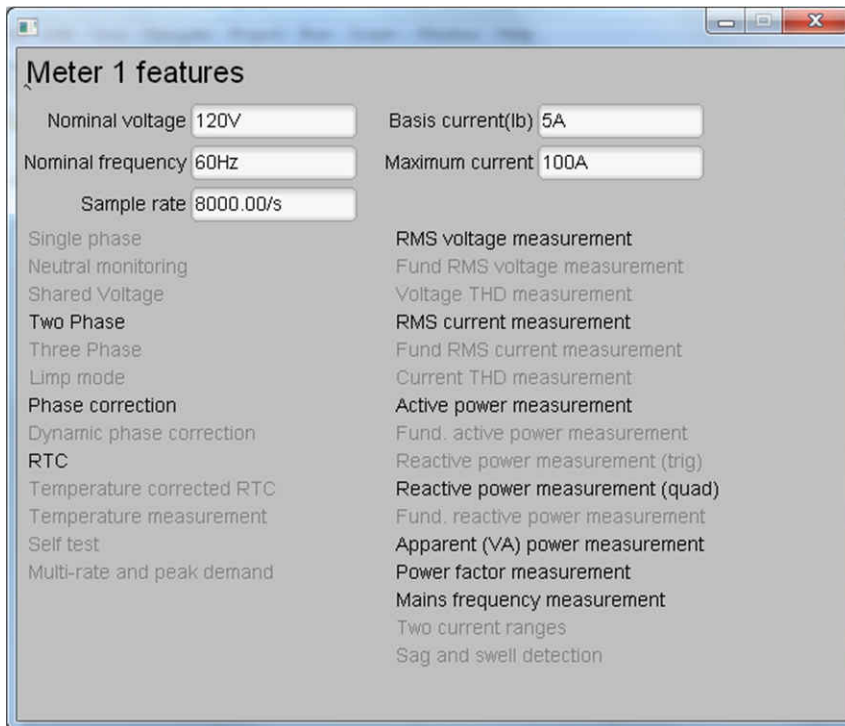 Meter 1 features
Nominal voltage 120V
Basis current(Ib) 5A
Nominal frequency 60Hz
Maximum current 100A
Sample rate 8000.00/s
Single phase
Neutral monitoring
Shared Voltage
Two Phase
Three Phase
Limp mode
Phase correction
Dynamic phase correction
RTC
Temperature corrected RTC
Temperature measurement
Self test
Multi-rate and peak demand
RMS voltage measurement
Fund RMS voltage measurement
Voltage THD measurement
RMS current measurement
Fund RMS current measurement
Current THD measurement
Active power measurement
Fund. active power measurement
Reactive power measurement (trig)
Reactive power measurement (quad)
Fund. reactive power measurement
Apparent (VA) power measurement
Power factor measurement
Mains frequency measurement
Two current ranges
Sag and swell detection